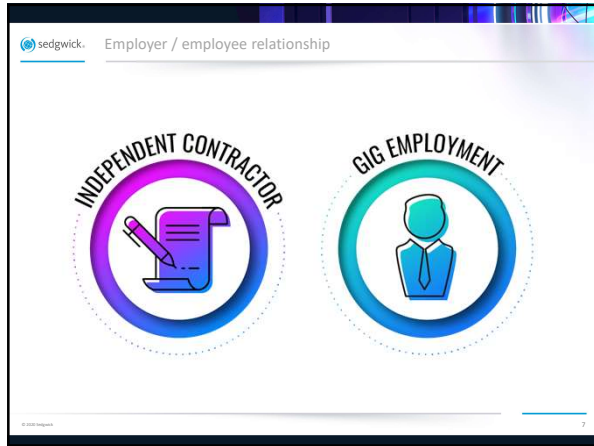 sedgwick.
Employer / employee relationship
INDEPENDENT CONTRACTOR
GIG EMPLOYMENT
© 2020 Sedgwick
7